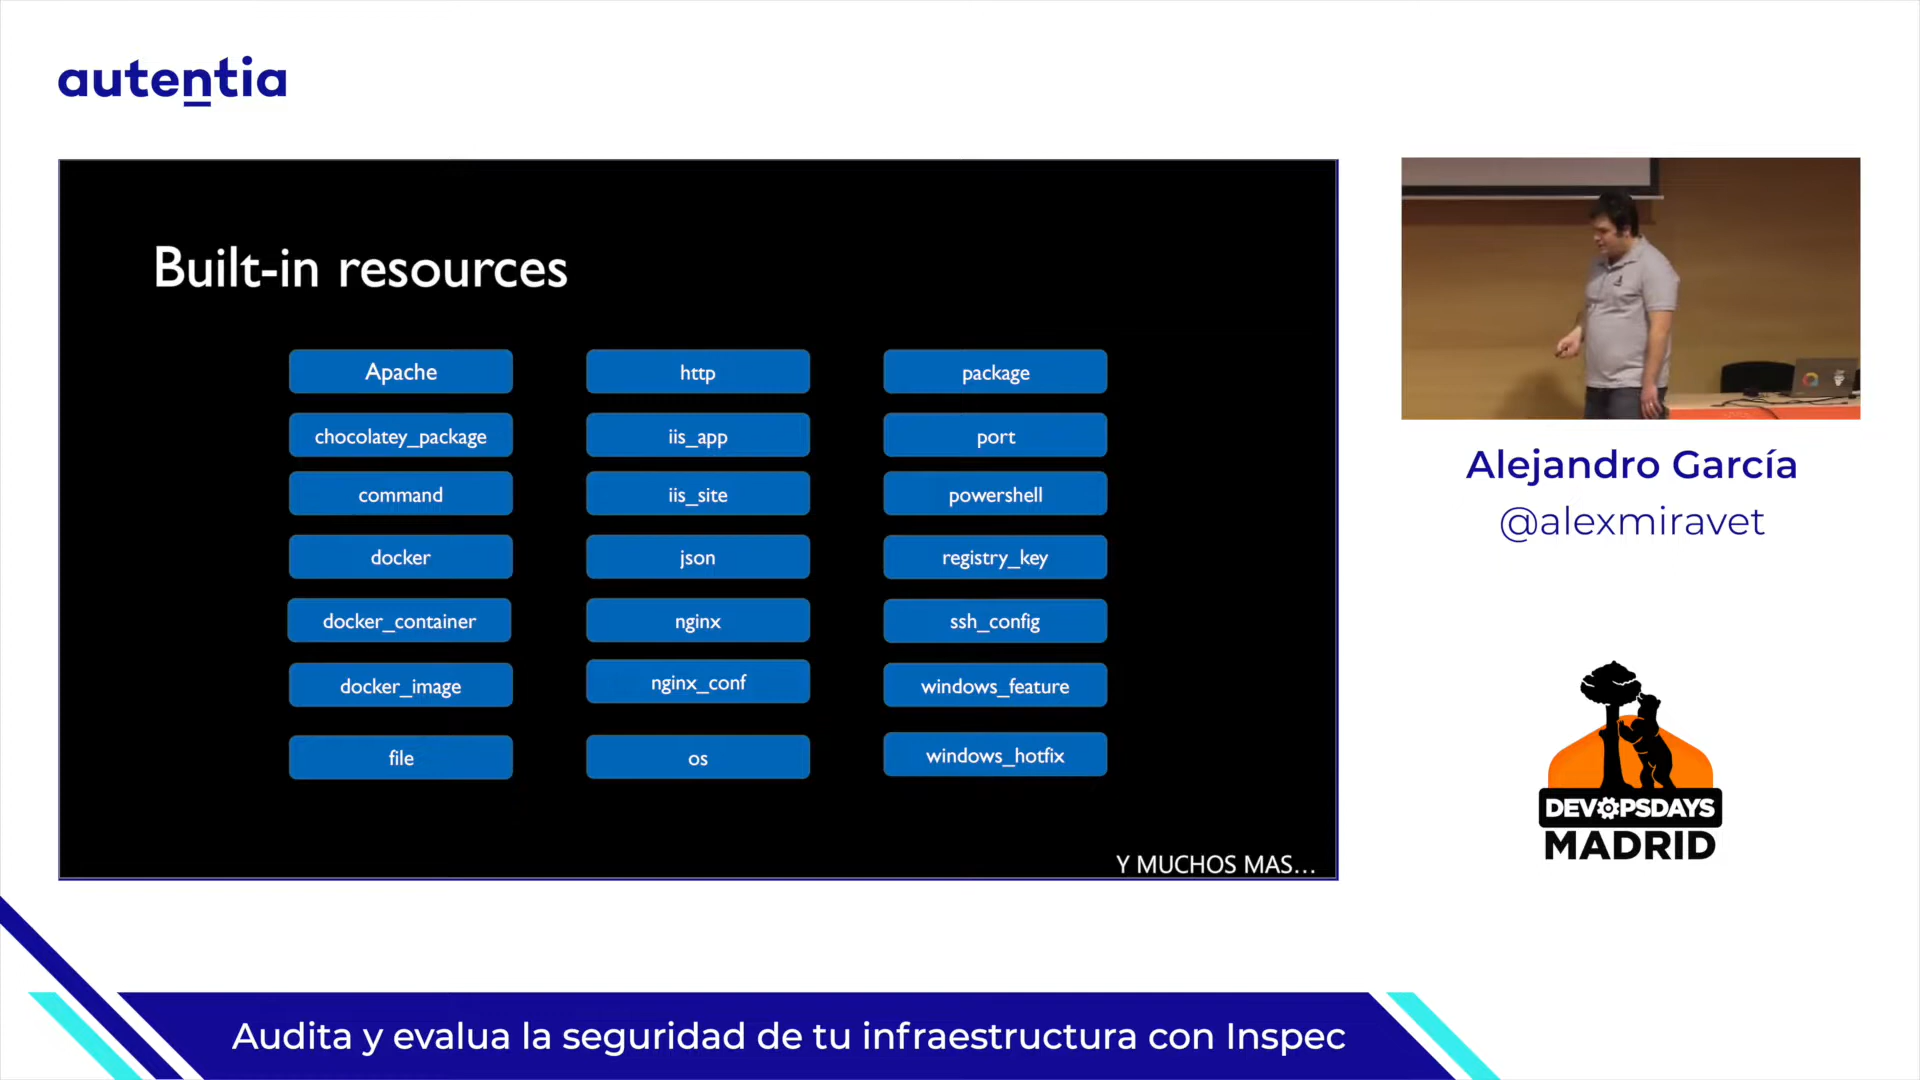 autentia
Built-in resources
Apache
http
package
chocolatey_package
iis_app
port
command
iis_site
powershell
docker
json
registry_key
docker_container
nginx
ssh_config
docker_image
nginx_conf
windows_feature
file
os
windows_hotfix
Y MUCHOS MAS...
Alejandro García
@alexmiravet
DEVOPSDAYS
MADRID
Audita y evalua la seguridad de tu infraestructura con Inspec